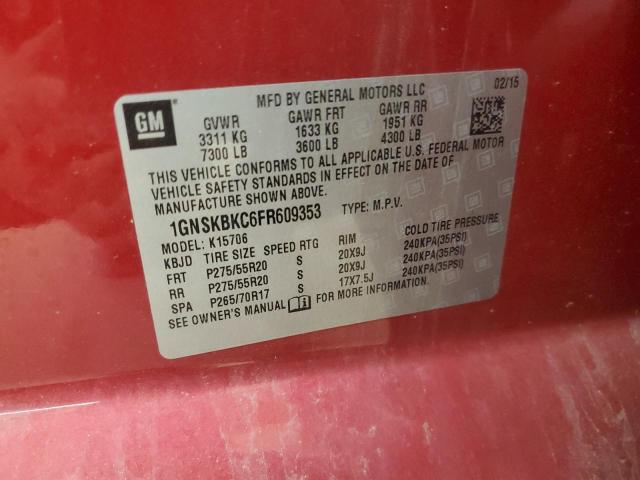 GM
MFD BY GENERAL MOTORS LLC 02/15
GVWR GAWR FRT GAWR RR
3311 KG 1633 KG 1951 KG
7300 LB 3600 LB 4300 LB
THIS VEHICLE CONFORMS TO ALL APPLICABLE U.S. FEDERAL MOTOR
VEHICLE SAFETY STANDARDS IN EFFECT ON THE DATE OF
MANUFACTURE SHOWN ABOVE.
1GNSKBKC6FR609353 TYPE: M.P.V.
MODEL: K15706
KBJD TIRE SIZE SPEED RTG RIM COLD TIRE PRESSURE
FRT P275/55R20 S 20X9J 240KPA(35PSI)
RR P275/55R20 S 20X9J 240KPA(35PSI)
SPA P265/70R17 S 17X7.5J 240KPA(35PSI)
SEE OWNER'S MANUAL FOR MORE INFORMATION.